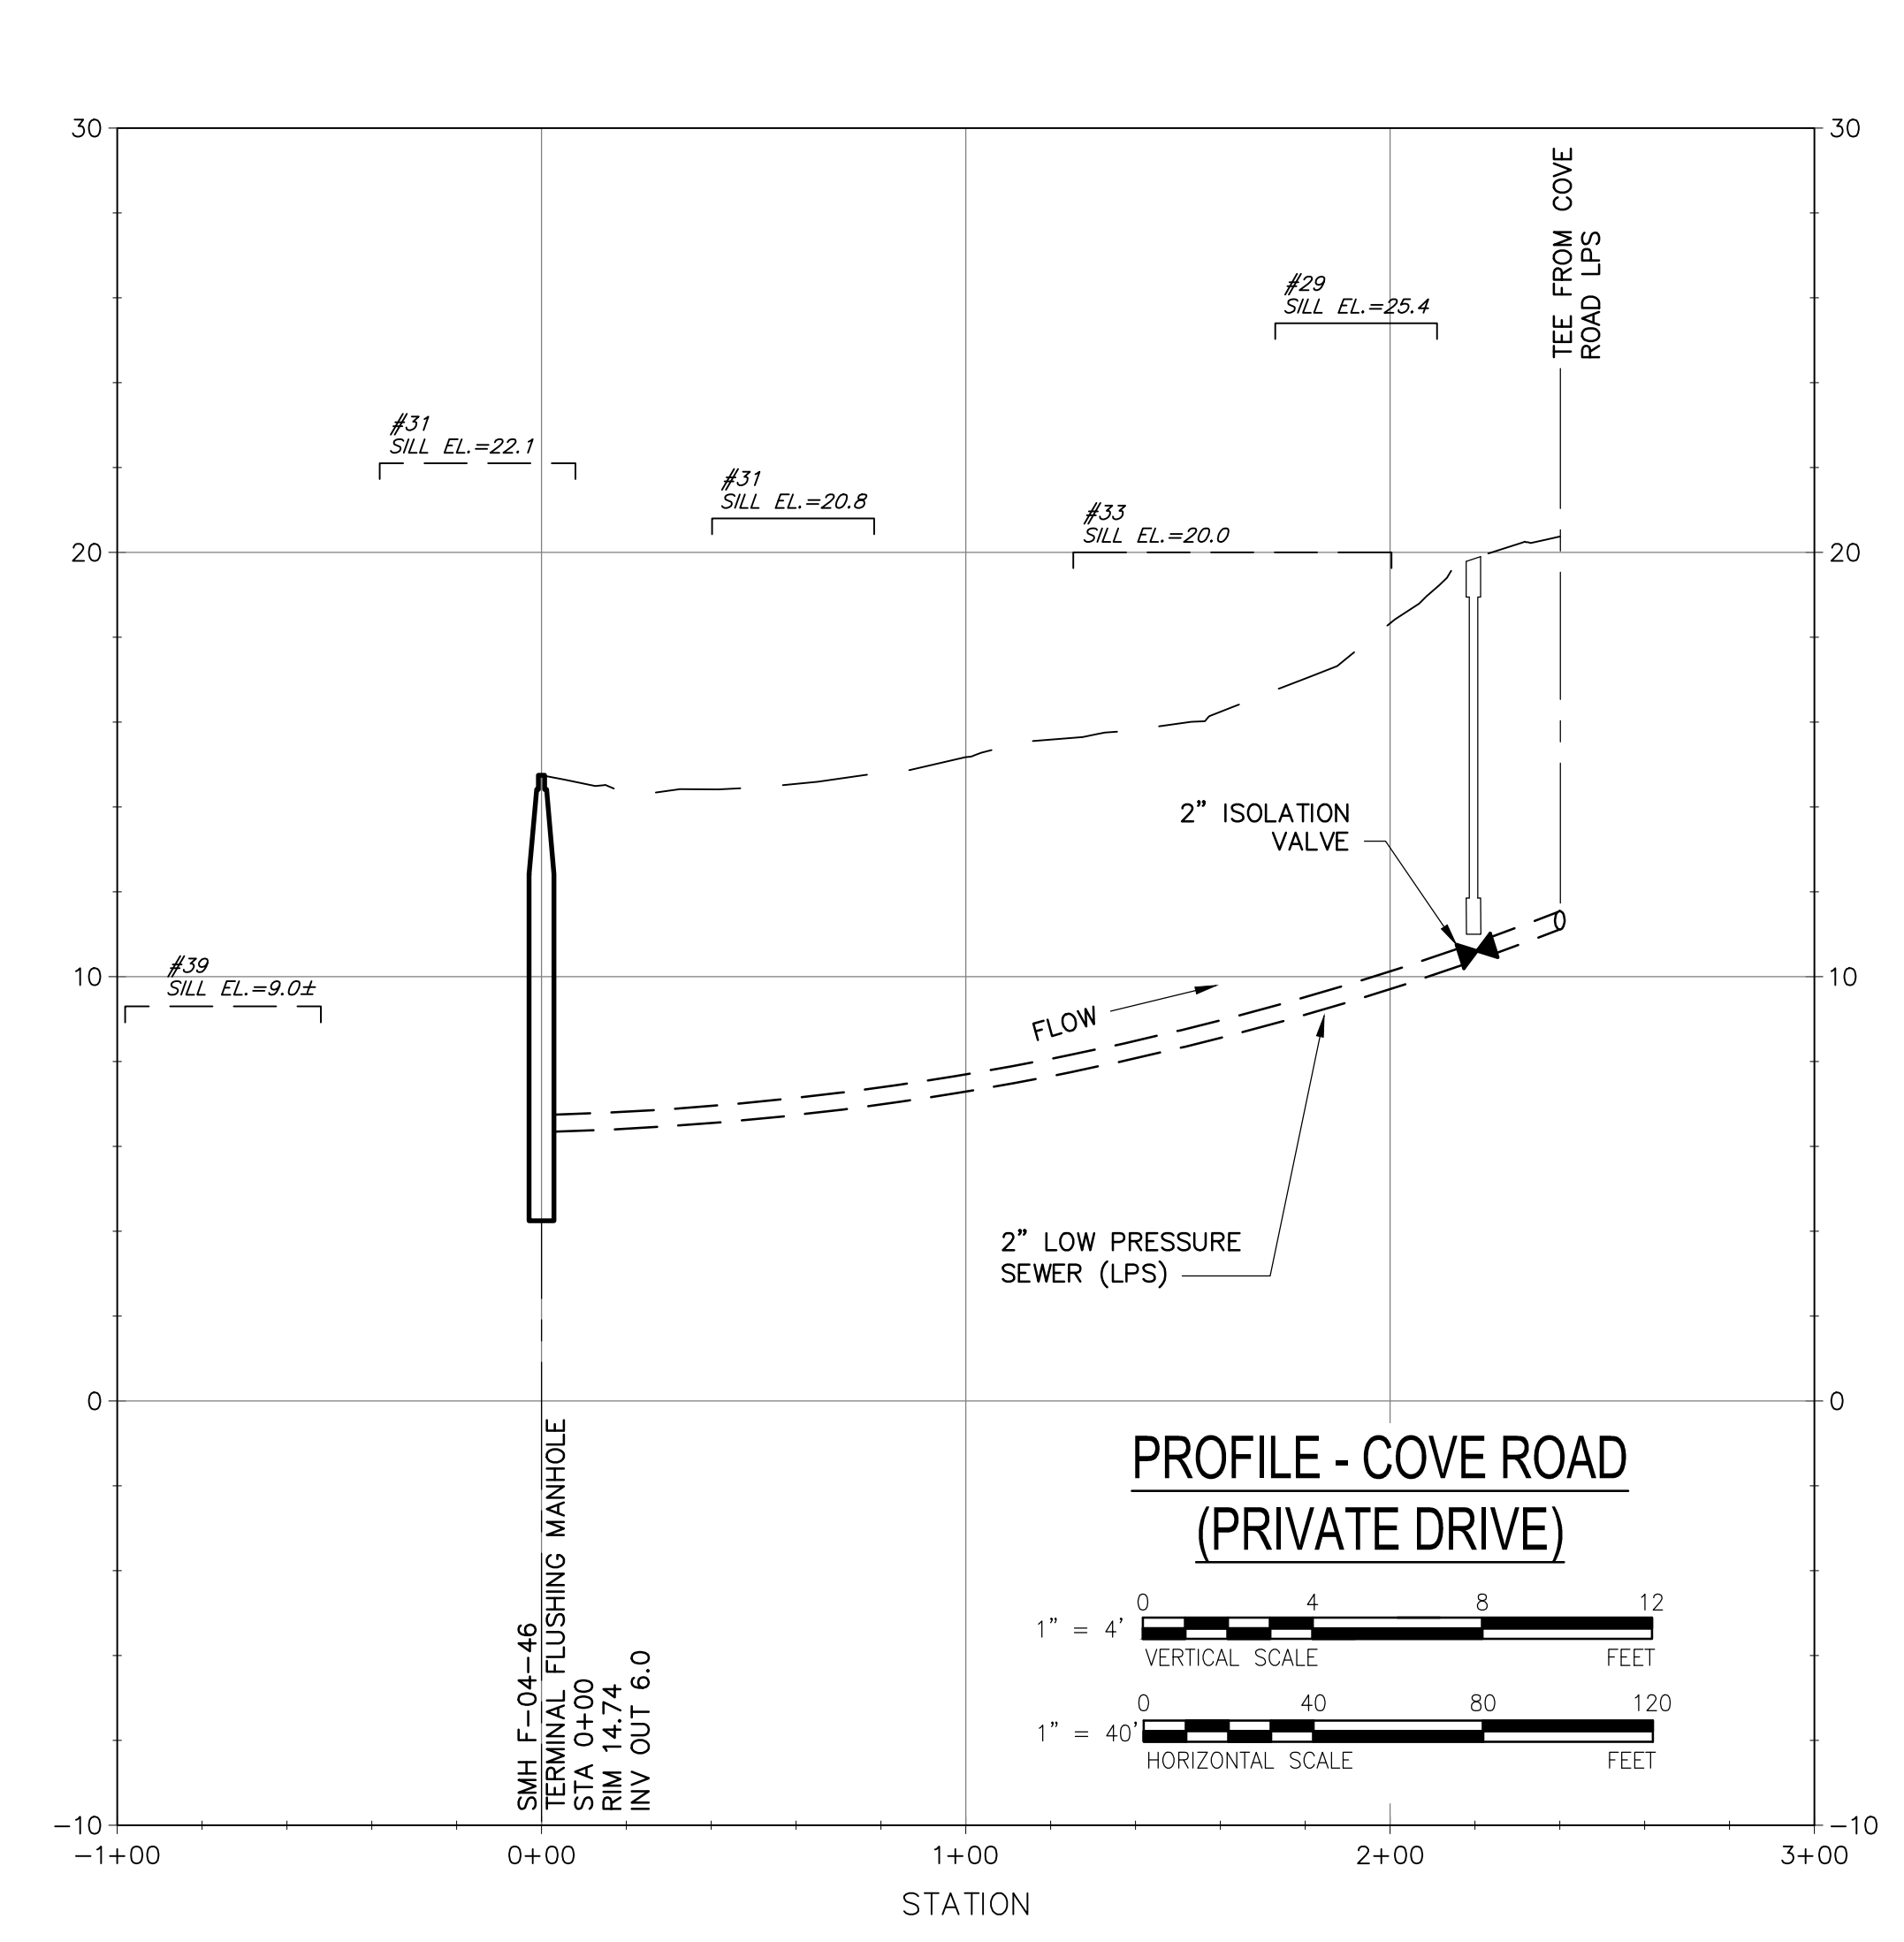 30
30
TEE FROM COVE
ROAD LPS
#29
SILL EL.=25.4
#31
SILL EL.=22.1
#31
SILL EL.=20.8
#33
SILL EL.=20.0
20
20
2” ISOLATION
VALVE
#39
SILL EL.=9.0±
10
10
FLOW
2” LOW PRESSURE
SEWER (LPS)
0
0
SMH F-04-46
TERMINAL FLUSHING MANHOLE
STA 0+00
RIM 14.74
INV OUT 6.0
PROFILE - COVE ROAD
(PRIVATE DRIVE)
0 4 8 12
1” = 4'
VERTICAL SCALE FEET
0 40 80 120
1” = 40'
HORIZONTAL SCALE FEET
-10
-10
-1+00 0+00 1+00 2+00 3+00
STATION